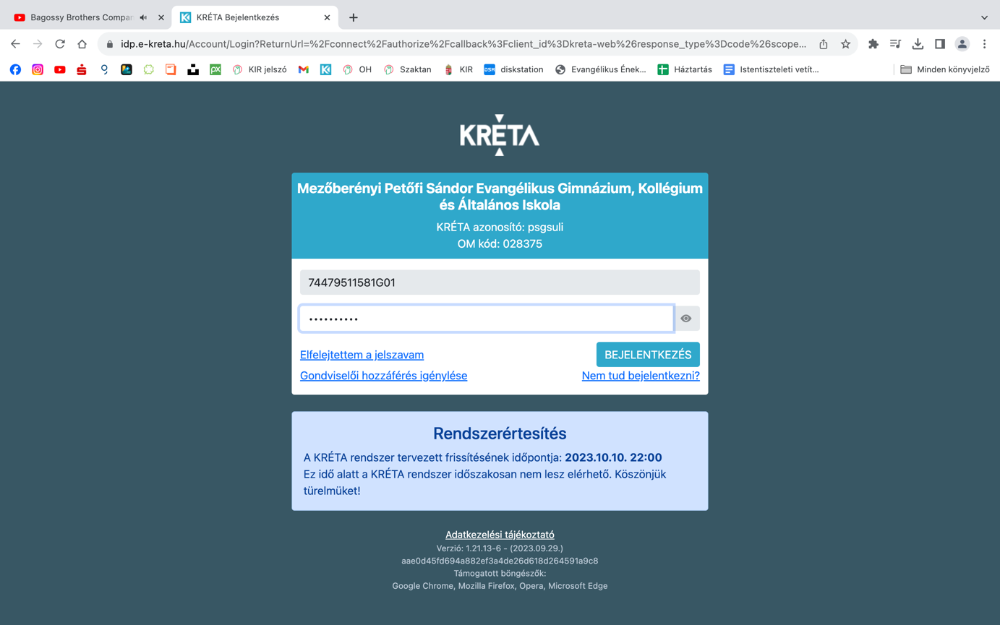 Bagossy Brothers Compan
KRÉTA Bejelentkezés
idp.e-kreta.hu/Account/Login?ReturnUrl=%2Fconnect%2Fauthorize%2Fcallback%3Fclient_id%3Dkreta-web%26response_type%3Dcode%26scope...
KIR jelszó OH Szaktan KIR DSM diskstation Evangélikus Ének... Háztartás Istentiszteleti vetít... Minden könyvjelző
KRÉTA
Mezőberényi Petőfi Sándor Evangélikus Gimnázium, Kollégium
és Általános Iskola
KRÉTA azonosító: psgsuli
OM kód: 028375
74479511581G01
••••••••••
Elfelejtettem a jelszavam BEJELENTKEZÉS
Gondviselői hozzáférés igénylése Nem tud bejelentkezni?
Rendszerértesítés
A KRÉTA rendszer tervezett frissítésének időpontja: 2023.10.10. 22:00
Ez idő alatt a KRÉTA rendszer időszakosan nem lesz elérhető. Köszönjük
türelmüket!
Adatkezelési tájékoztató
Verzió: 1.21.13-6 - (2023.09.29.)
aae0d45fd694a882ef3a4de26d618d264591a9c8
Támogatott böngészők:
Google Chrome, Mozilla Firefox, Opera, Microsoft Edge